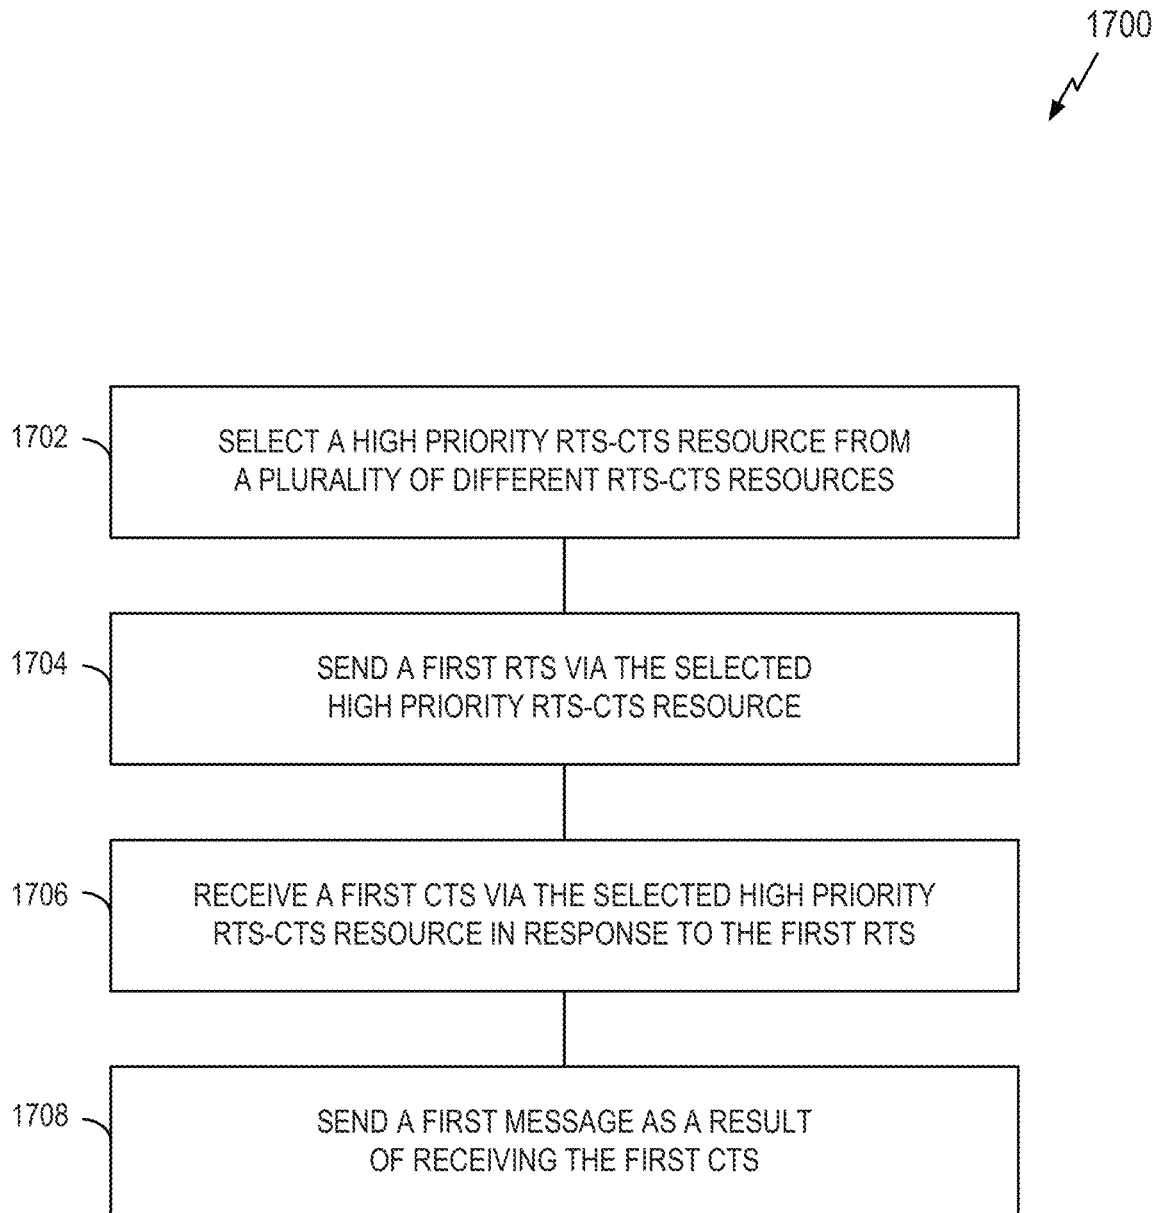 1700
1702
SELECT A HIGH PRIORITY RTS-CTS RESOURCE FROM
A PLURALITY OF DIFFERENT RTS-CTS RESOURCES
1704
SEND A FIRST RTS VIA THE SELECTED
HIGH PRIORITY RTS-CTS RESOURCE
1706
RECEIVE A FIRST CTS VIA THE SELECTED HIGH PRIORITY
RTS-CTS RESOURCE IN RESPONSE TO THE FIRST RTS
1708
SEND A FIRST MESSAGE AS A RESULT
OF RECEIVING THE FIRST CTS